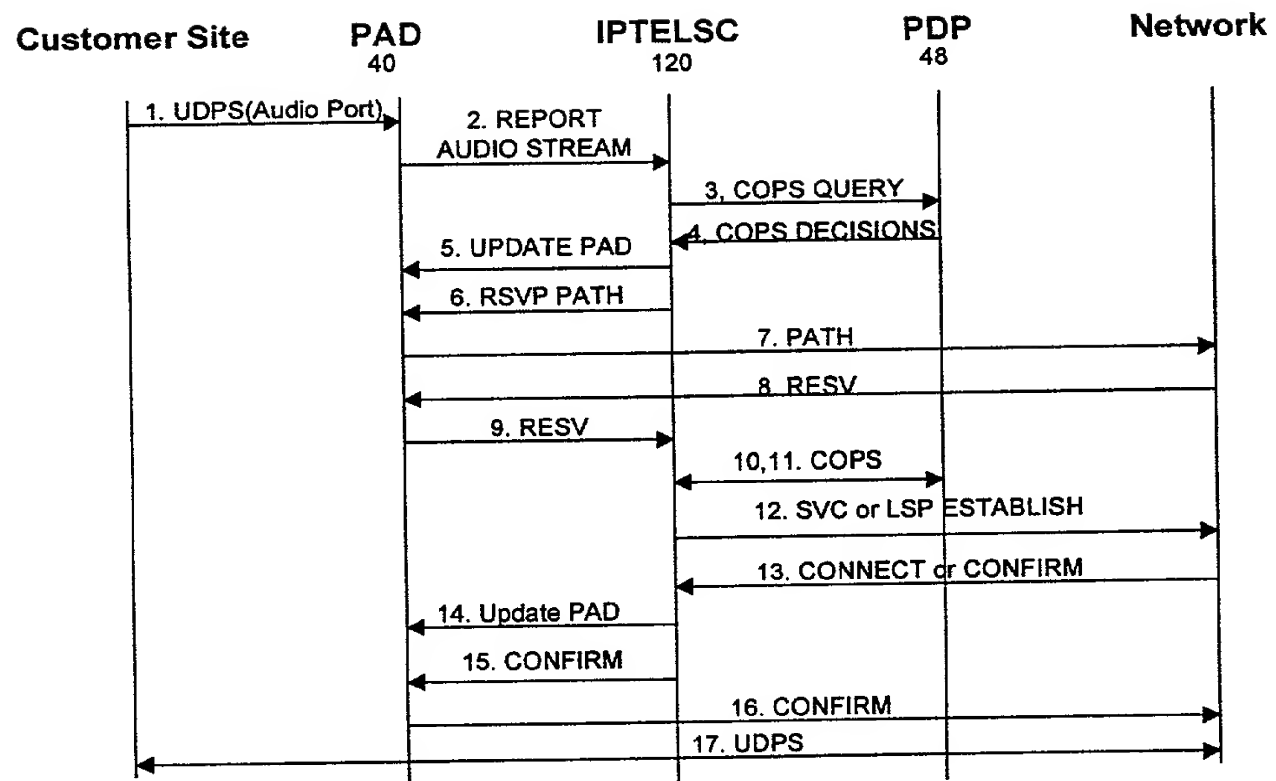 Customer Site PAD IPTELSC PDP Network
40 120 48
1. UDPS(Audio Port)
2. REPORT
AUDIO STREAM
3, COPS QUERY
4, COPS DECISIONS
5. UPDATE PAD
6. RSVP PATH
7. PATH
8. RESV
9. RESV
10,11. COPS
12. SVC or LSP ESTABLISH
13. CONNECT or CONFIRM
14. Update PAD
15. CONFIRM
16. CONFIRM
17. UDPS